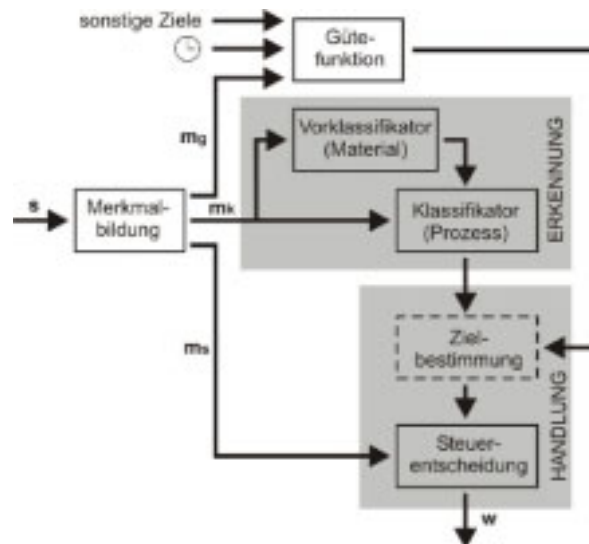 sonstige Ziele
Güte-
funktion
mg
Vorklassifikator
(Material)
ERKENNUNG
s
Merkmal-
bildung
mk
Klassifikator
(Prozess)
ms
Ziel-
bestimmung
HANDLUNG
Steuer-
entscheidung
w